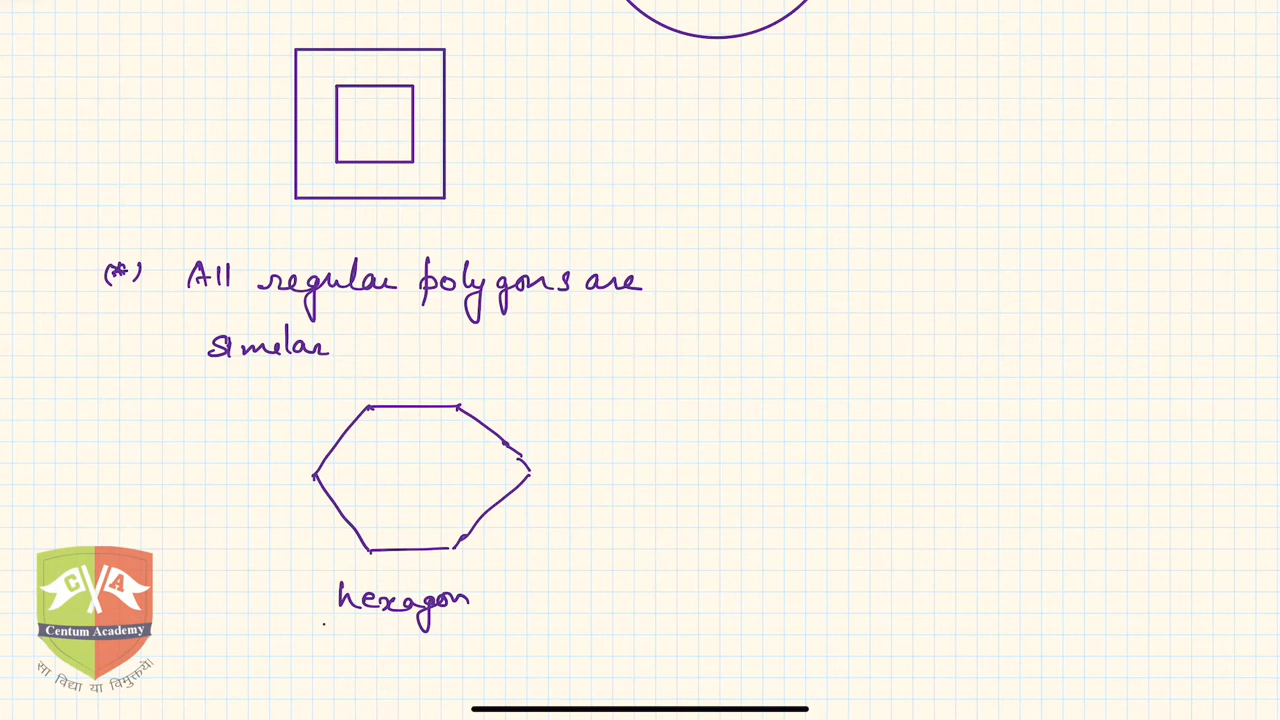 (*) All regular polygons are
similar
hexagon
C A
Centum Academy
सा विद्या या विमुक्तये।